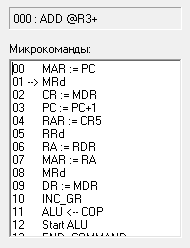 000 : ADD @R3+
Микрокоманды:
00 MAR := PC
01 --> MRd
02 CR := MDR
03 PC := PC+1
04 RAR := CR5
05 RRd
06 RA := RDR
07 MAR := RA
08 MRd
09 DR := MDR
10 INC_GR
11 ALU <-- COP
12 Start ALU
13 END_COMMAND